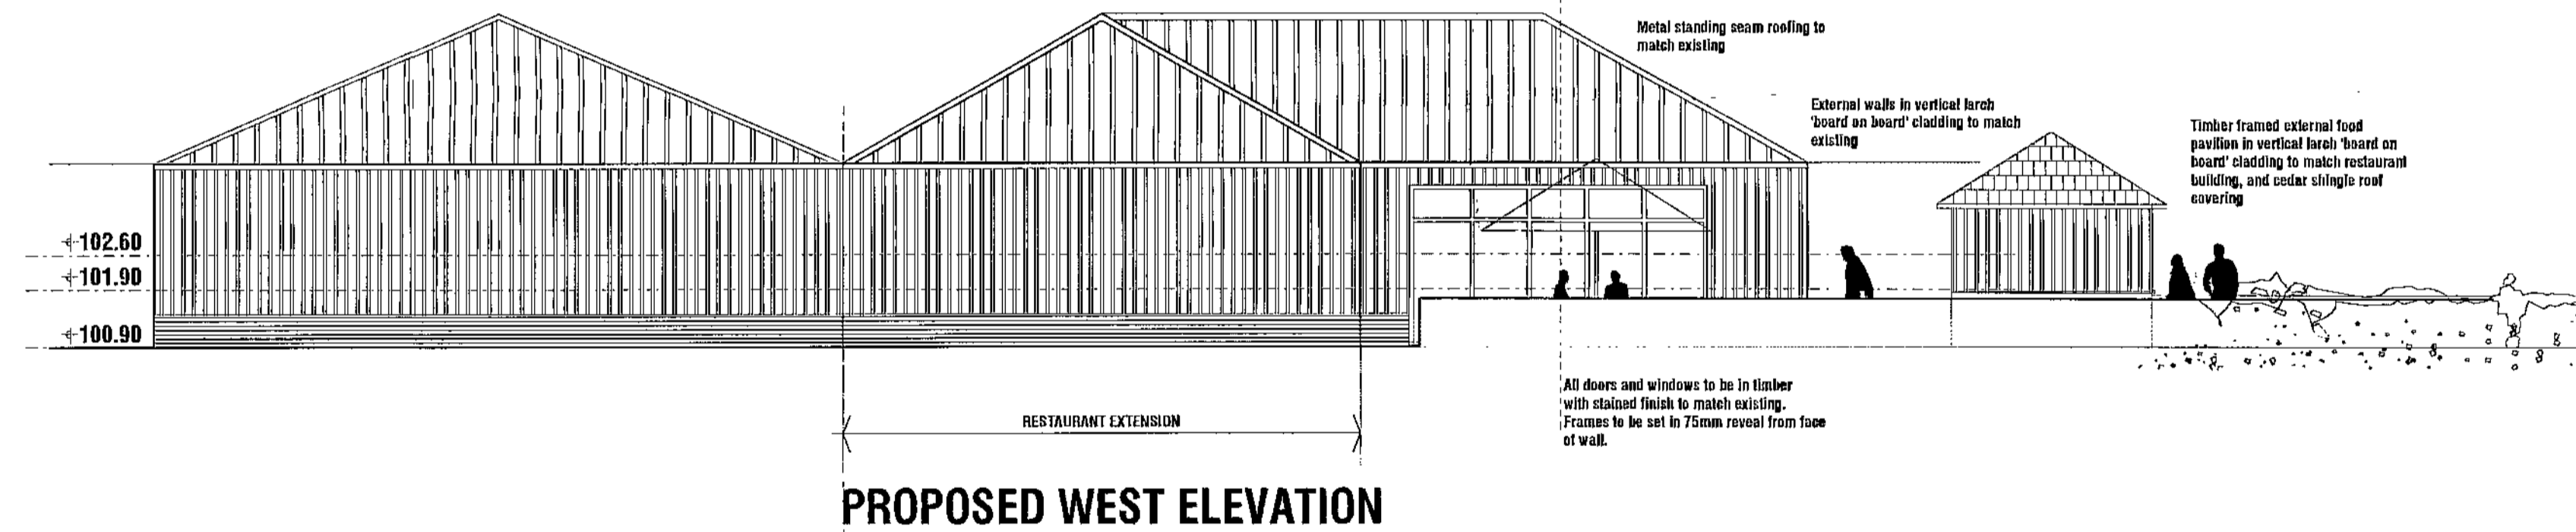 Metal standing seam roofing to
match existing
External walls in vertical larch
'board on board' cladding to match
existing
Timber framed external food
pavilion in vertical larch 'board on
board' cladding to match restaurant
building, and cedar shingle roof
covering
102.60
101.90
100.90
All doors and windows to be in timber
with stained finish to match existing.
Frames to be set in 75mm reveal from face
of wall.
RESTAURANT EXTENSION
PROPOSED WEST ELEVATION